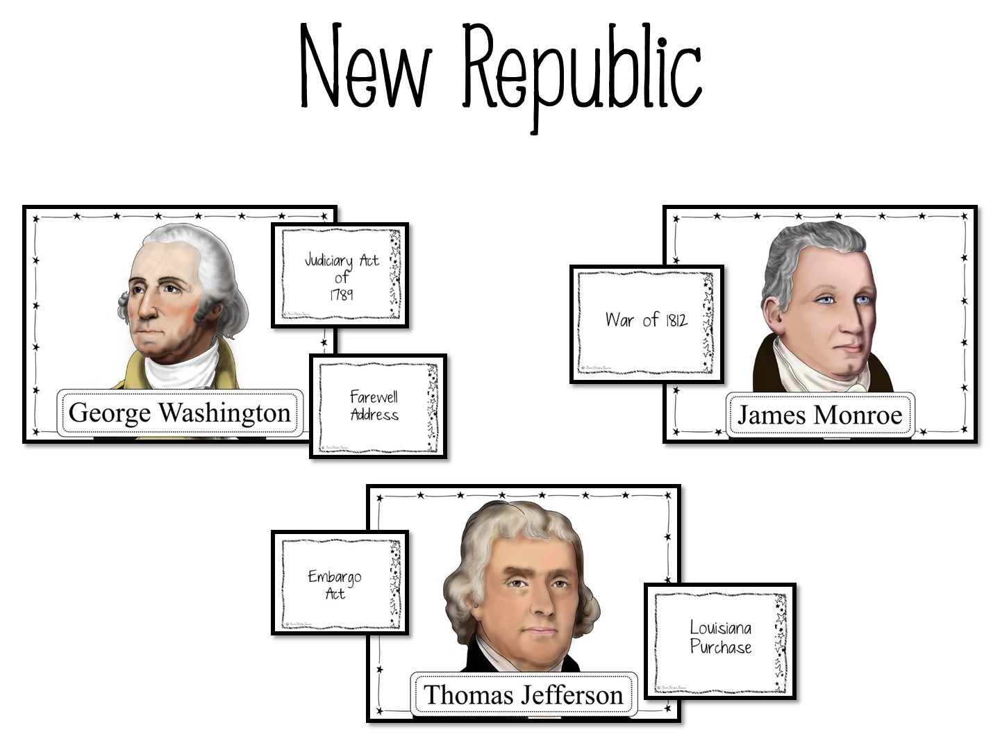 New Republic
George Washington
Judiciary Act
of
1789
Farewell
Address
War of 1812
James Monroe
Embargo
Act
Thomas Jefferson
Louisiana
Purchase